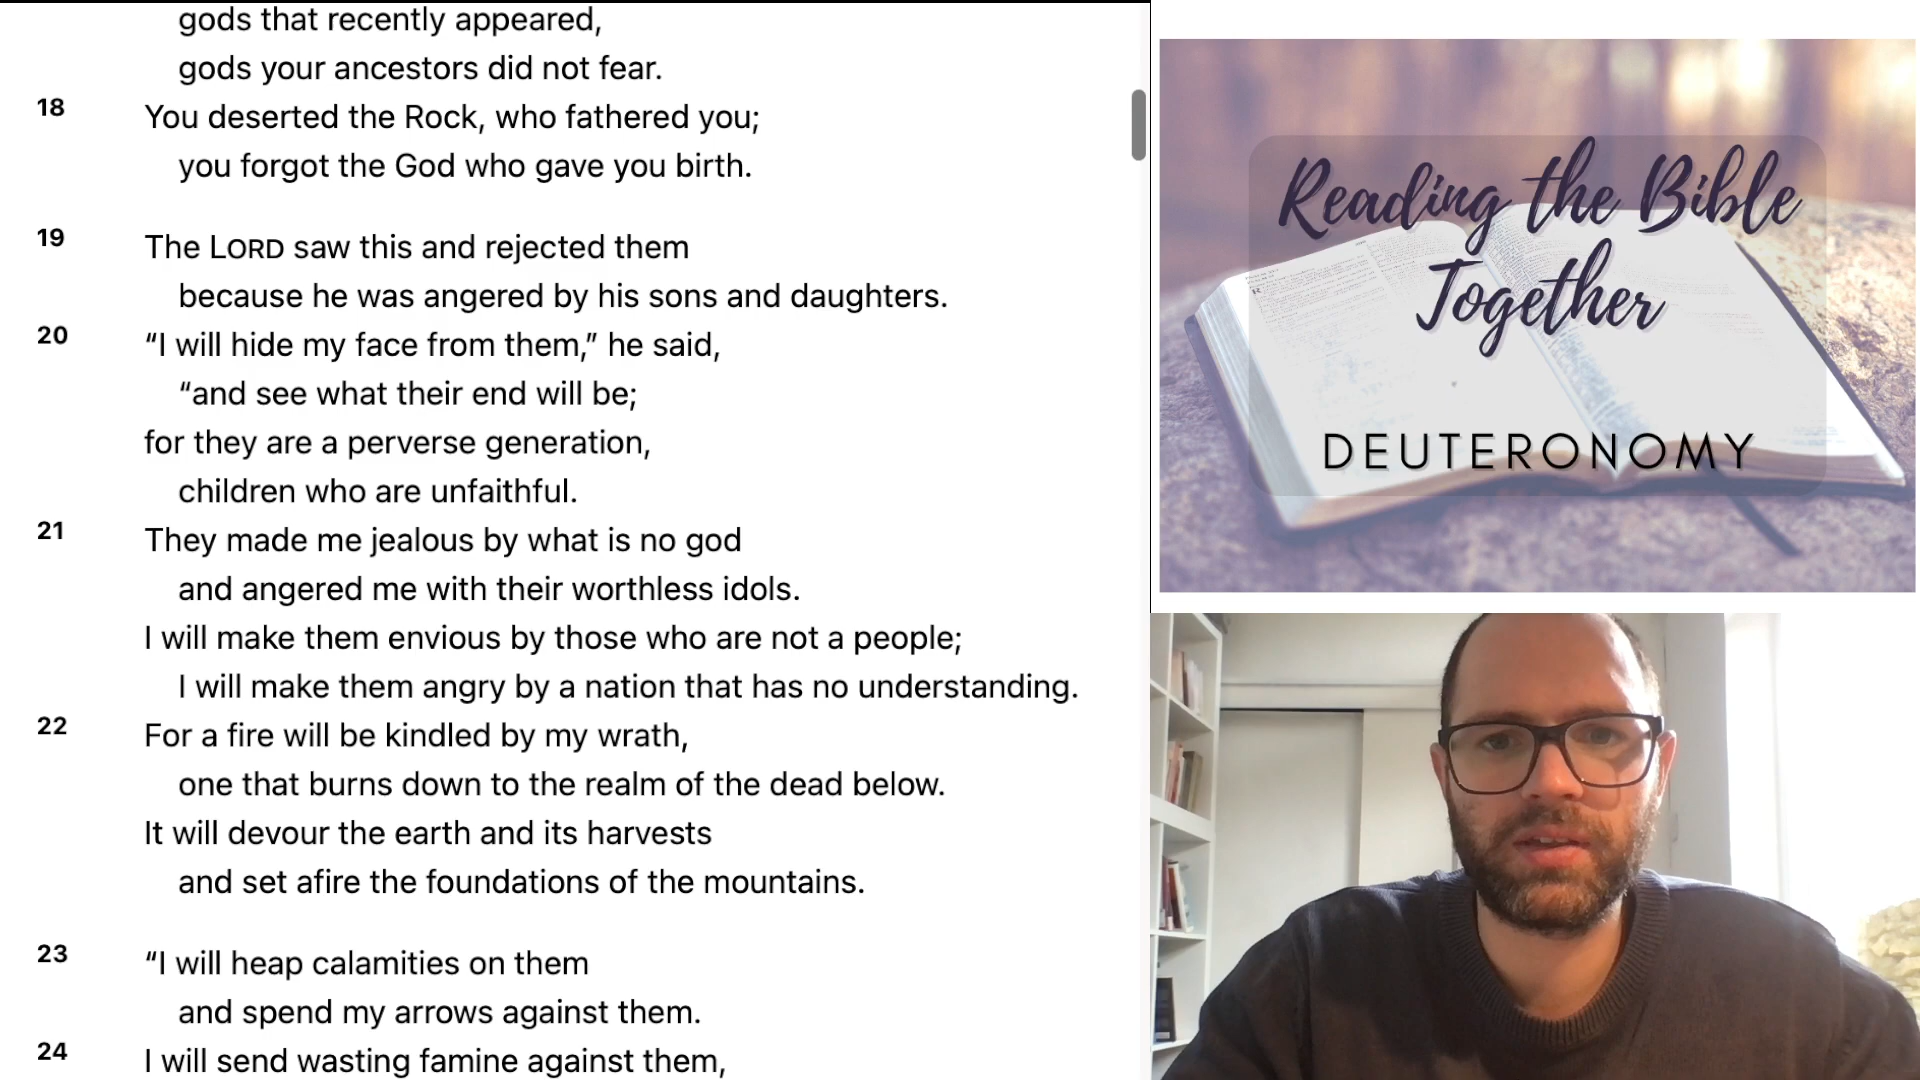 gods that recently appeared,
gods your ancestors did not fear.
18 You deserted the Rock, who fathered you;
you forgot the God who gave you birth.
19 The LORD saw this and rejected them
because he was angered by his sons and daughters.
20 “I will hide my face from them,” he said,
“and see what their end will be;
for they are a perverse generation,
children who are unfaithful.
21 They made me jealous by what is no god
and angered me with their worthless idols.
I will make them envious by those who are not a people;
I will make them angry by a nation that has no understanding.
22 For a fire will be kindled by my wrath,
one that burns down to the realm of the dead below.
It will devour the earth and its harvests
and set afire the foundations of the mountains.
23 “I will heap calamities on them
and spend my arrows against them.
24 I will send wasting famine against them,
Reading the Bible
Together
DEUTERONOMY